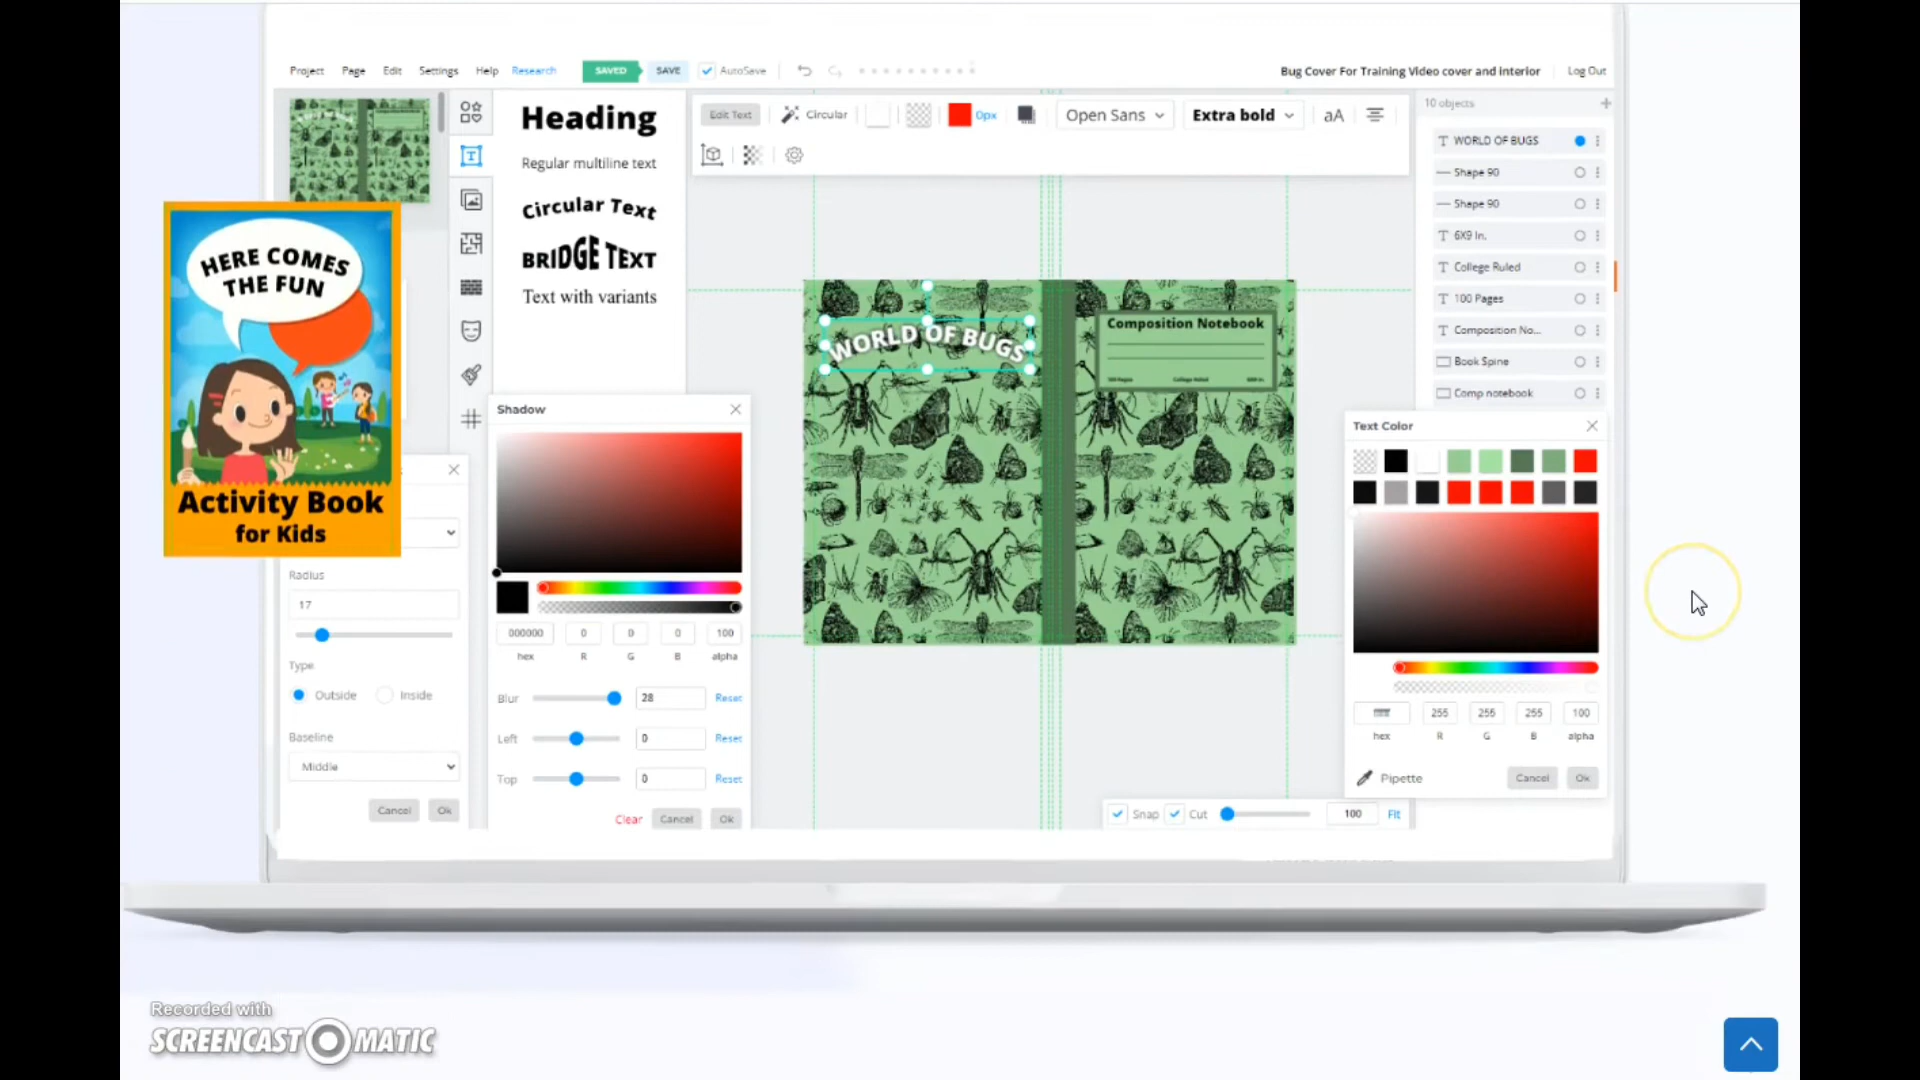 Project Page Edit Settings Help Research SAVED SAVE AutoSave Bug Cover For Training Video cover and interior Log Out
Heading
Regular multiline text
Circular Text
BRIDGE TEXT
Text with variants
Edit Text Circular 0px Open Sans Extra bold aA
10 objects
WORLD OF BUGS
Shape 90
Shape 90
6X9 In.
College Ruled
100 Pages
Composition No...
Book Spine
Comp notebook
HERE COMES
THE FUN
Activity Book
for Kids
WORLD OF BUGS
Composition Notebook
100 Pages College Ruled
Radius
17
Type
Outside Inside
Baseline
Middle
Cancel Ok
Shadow
000000 0 0 0 100
hex R G B alpha
Blur 28 Reset
Left 0 Reset
Top 0 Reset
Clear Cancel Ok
Text Color
255 255 255 100
hex R G B alpha
Pipette Cancel Ok
Snap Cut 100 Fit
Recorded with
SCREENCAST MATIC